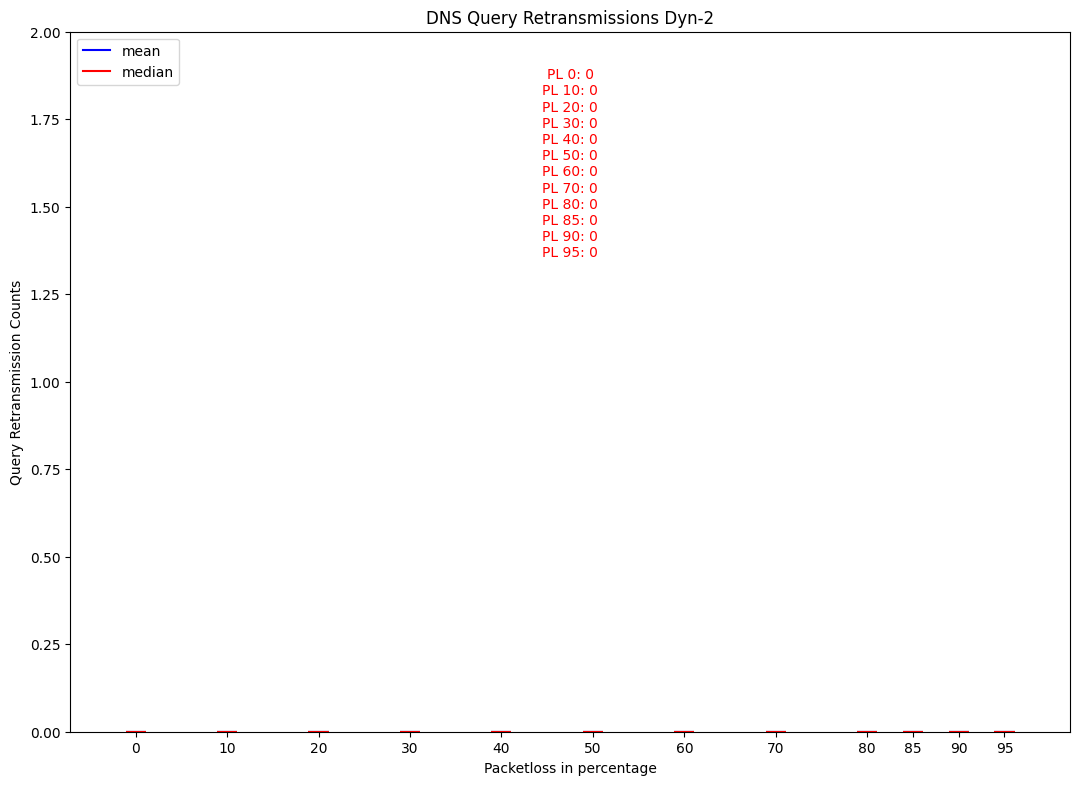 DNS Query Retransmissions Dyn-2
mean
median
PL 0: 0
PL 10: 0
PL 20: 0
PL 30: 0
PL 40: 0
PL 50: 0
PL 60: 0
PL 70: 0
PL 80: 0
PL 85: 0
PL 90: 0
PL 95: 0
2.00
1.75
1.50
1.25
1.00
0.75
0.50
0.25
0.00
Query Retransmission Counts
0 10 20 30 40 50 60 70 80 85 90 95
Packetloss in percentage